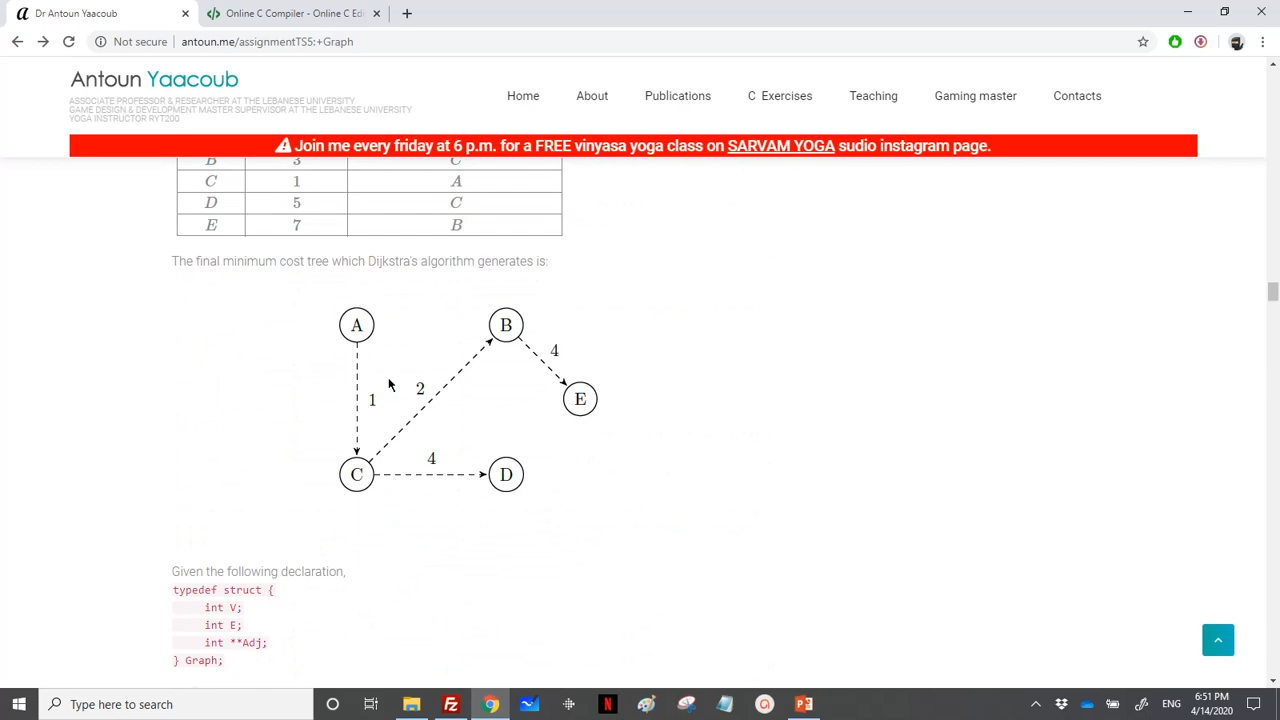 Dr Antoun Yaacoub
Online C Compiler - Online C Edi
Not secure
antoun.me/assignmentTS5:+Graph
Antoun Yaacoub
ASSOCIATE PROFESSOR & RESEARCHER AT THE LEBANESE UNIVERSITY
GAME DESIGN & DEVELOPMENT MASTER SUPERVISOR AT THE LEBANESE UNIVERSITY
YOGA INSTRUCTOR RYT200
Home About Publications C Exercises Teaching Gaming master Contacts
Join me every friday at 6 p.m. for a FREE vinyasa yoga class on SARVAM YOGA sudio instagram page.
B 3 C
C 1 A
D 5 C
E 7 B
The final minimum cost tree which Dijkstra's algorithm generates is:
A B
4
2
1 E
4
C D
Given the following declaration,
typedef struct {
int V;
int E;
int **Adj;
} Graph;
Type here to search
ENG
6:51 PM
4/14/2020